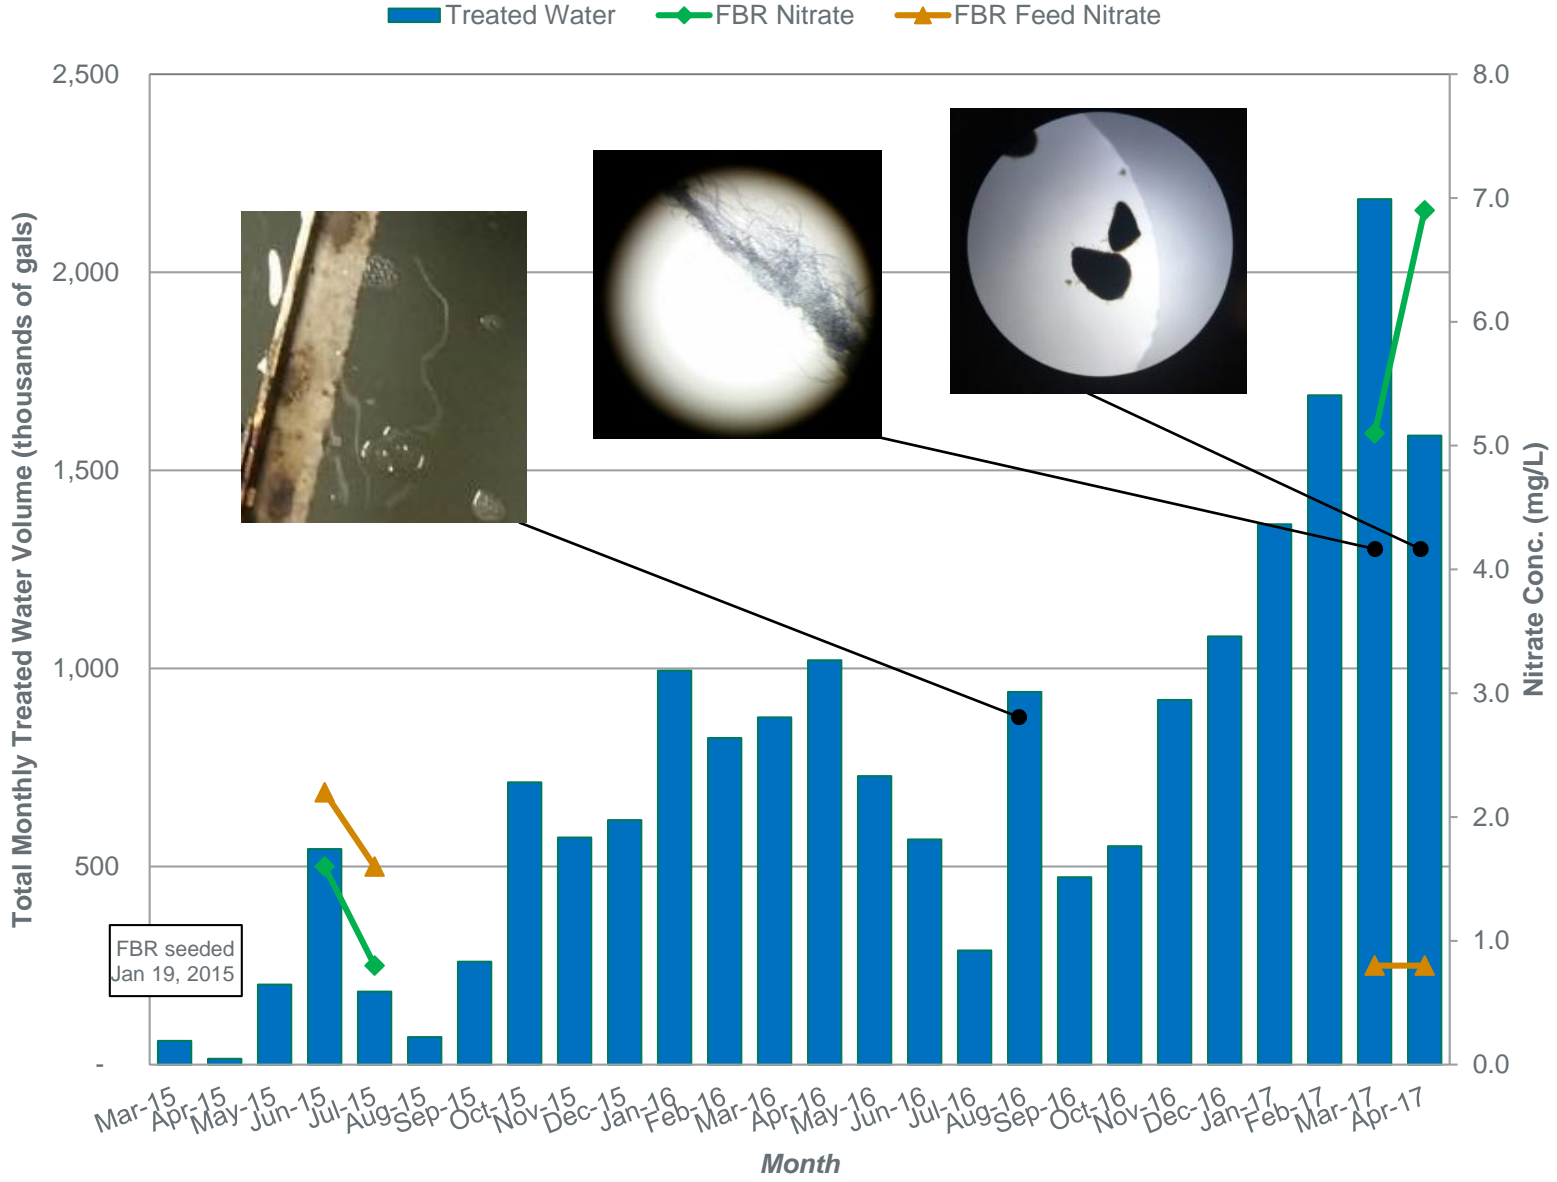 Treated Water
FBR Nitrate
FBR Feed Nitrate
Total Monthly Treated Water Volume (thousands of gals)
2,500
2,000
1,500
1,000
500
-
FBR seeded
Jan 19, 2015
8.0
7.0
6.0
5.0
4.0
3.0
2.0
1.0
0.0
Nitrate Conc. (mg/L)
Mar-15
Apr-15
May-15
Jun-15
Jul-15
Aug-15
Sep-15
Oct-15
Nov-15
Dec-15
Jan-16
Feb-16
Mar-16
Apr-16
May-16
Jun-16
Jul-16
Aug-16
Sep-16
Oct-16
Nov-16
Dec-16
Jan-17
Feb-17
Mar-17
Apr-17
Month